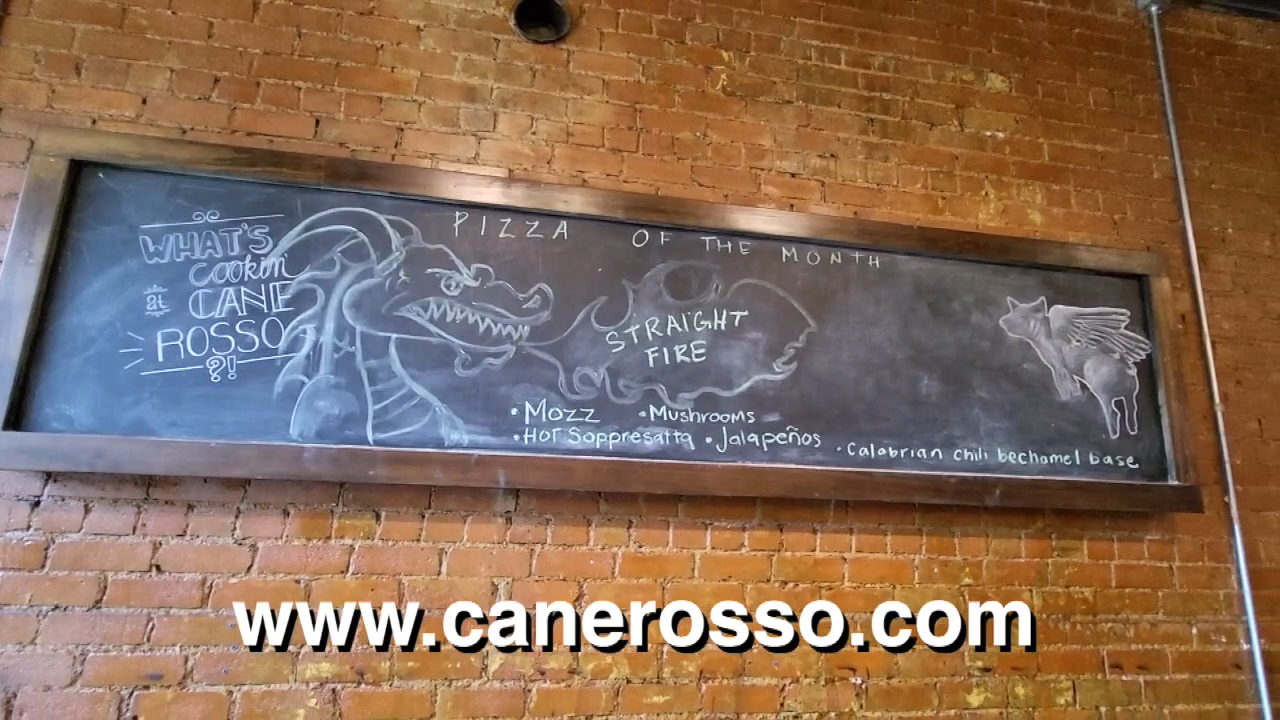 WHAT'S
cookin'
at CANE
ROSSO
?!
PIZZA OF THE MONTH
STRAIGHT
FIRE
• Mozz • Mushrooms
• Hot Soppresatta • Jalapeños • Calabrian chili bechamel base
www.canerosso.com